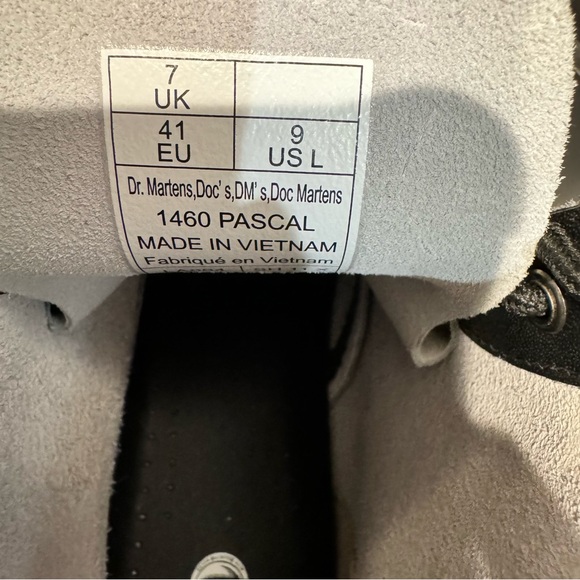 7
UK
41
EU
9
US L
Dr. Martens,Doc's,DM's,Doc Martens
1460 PASCAL
MADE IN VIETNAM
Fabriqué en Vietnam